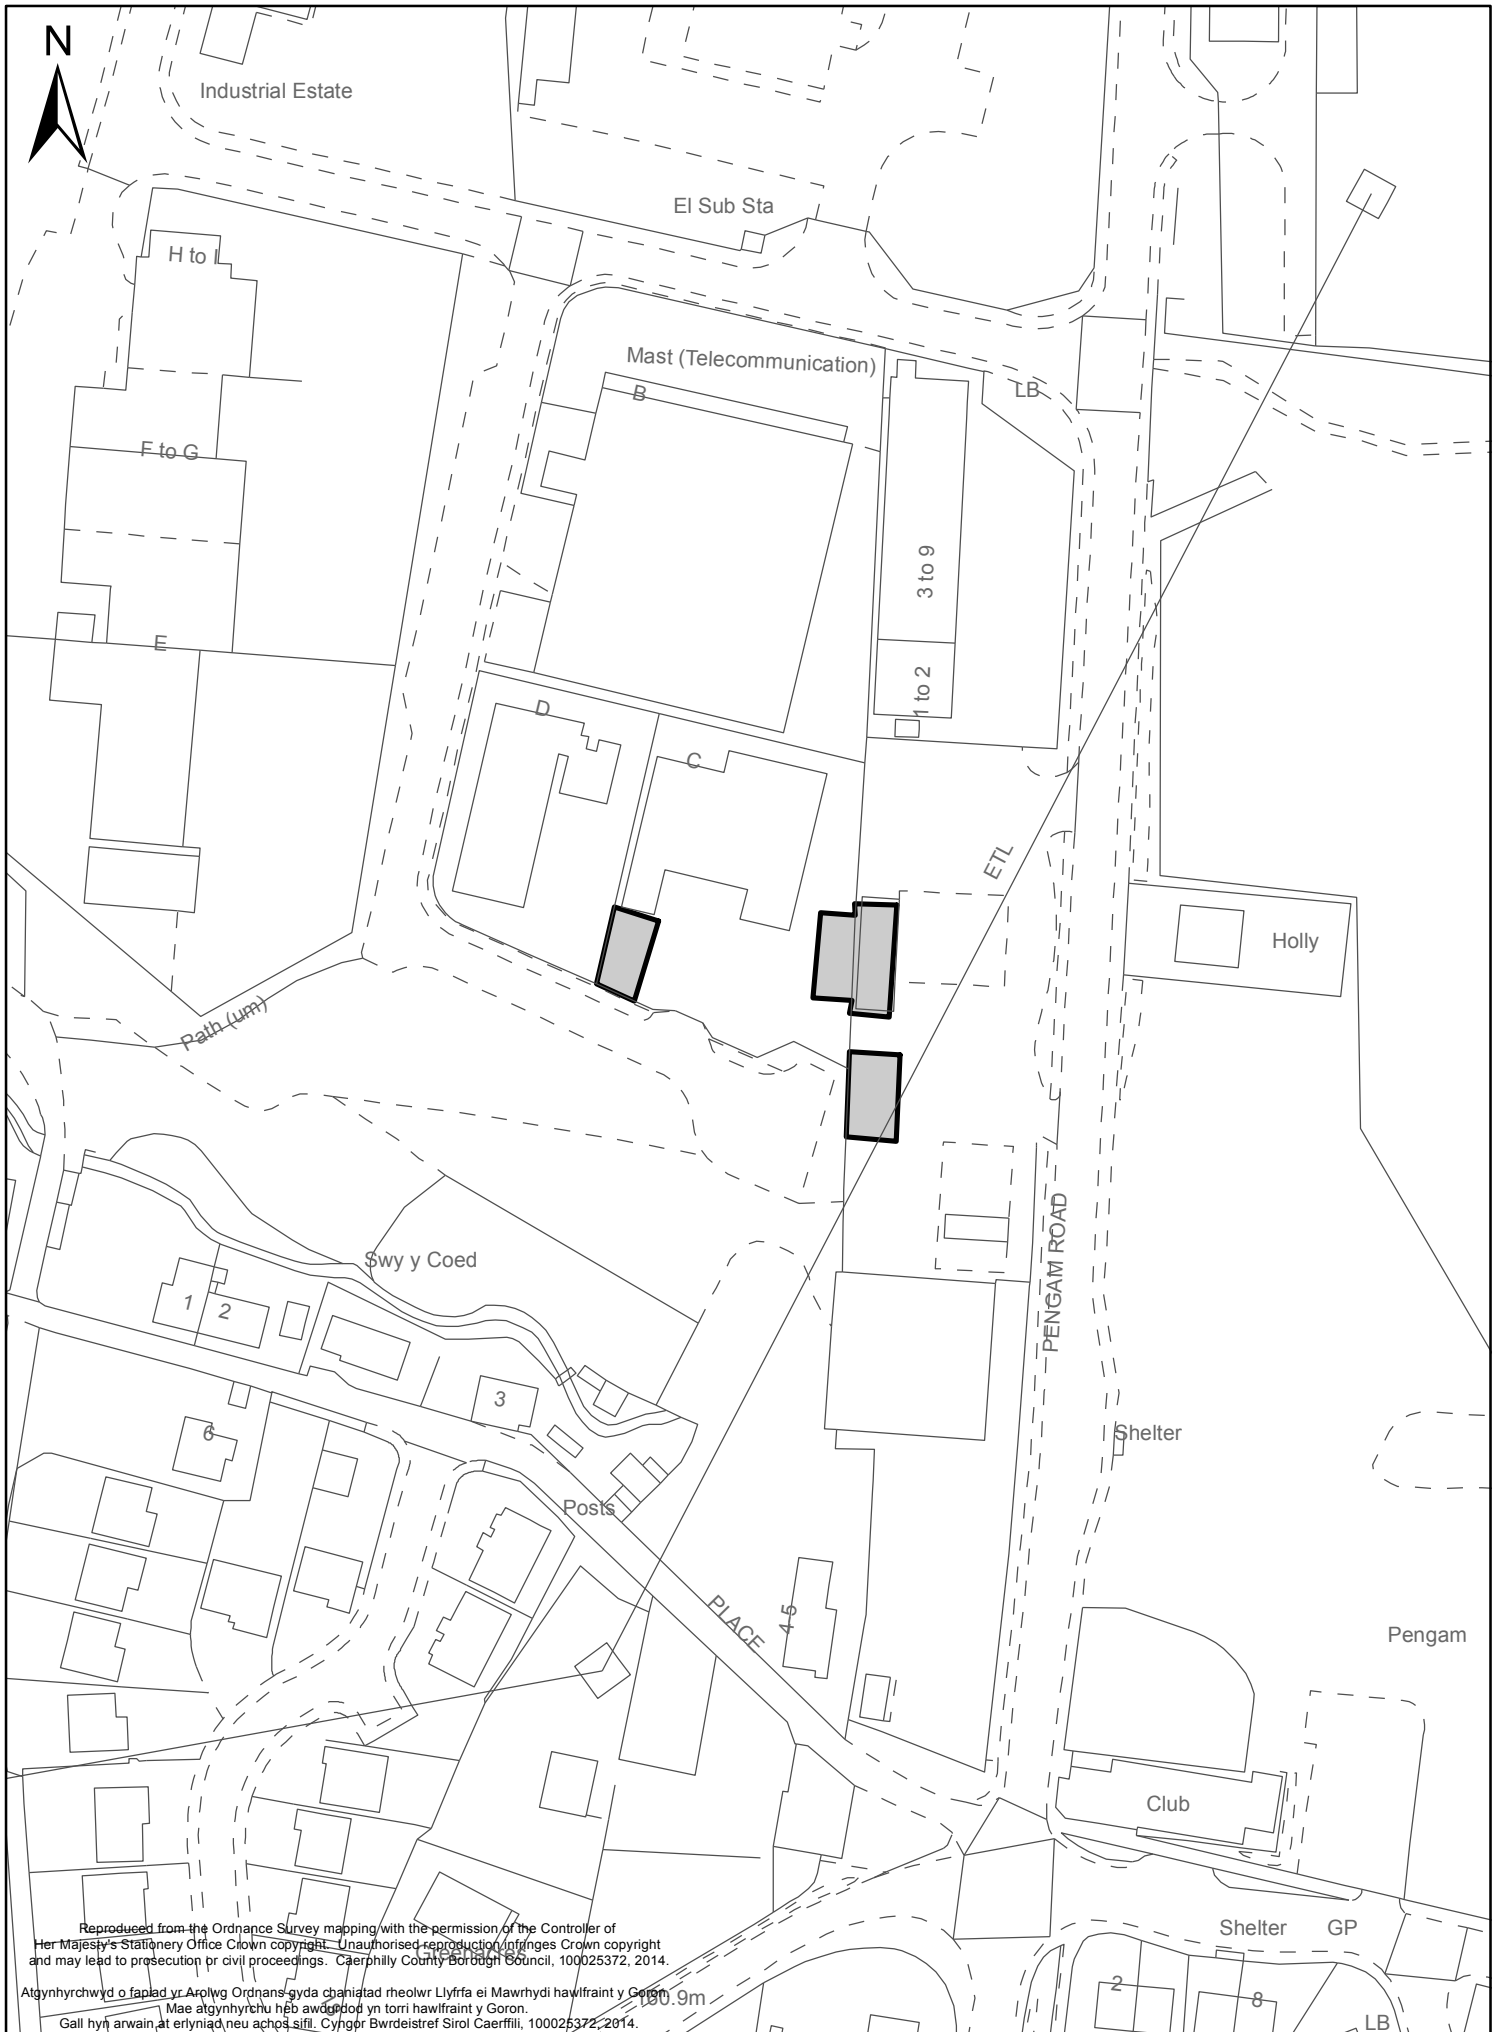 N
Industrial Estate
El Sub Sta
H to I
Mast (Telecommunication)
B
LB
F to G
3 to 9
E
1 to 2
D
C
ETL
Holly
Path (um)
PENGAM ROAD
Swy y Coed
1
2
3
6
Shelter
Posts
PLACE
4 5
Pengam
Club
Reproduced from the Ordnance Survey mapping with the permission of the Controller of
Her Majesty's Stationery Office Crown copyright. Unauthorised reproduction infringes Crown copyright
and may lead to prosecution or civil proceedings. Caerphilly County Borough Council, 100025372, 2014.
Greenacres
Shelter
GP
Atgynhyrchwyd o fapiad yr Arolwg Ordnans gyda chaniatad rheolwr Llyfrfa ei Mawrhydi hawlfraint y Goron.
Mae atgynhyrchu heb awdurdod yn torri hawlfraint y Goron.
Gall hyn arwain at erlyniad neu achos sifil. Cyngor Bwrdeistref Sirol Caerffili, 100025372, 2014.
160.9m
2
8
LB